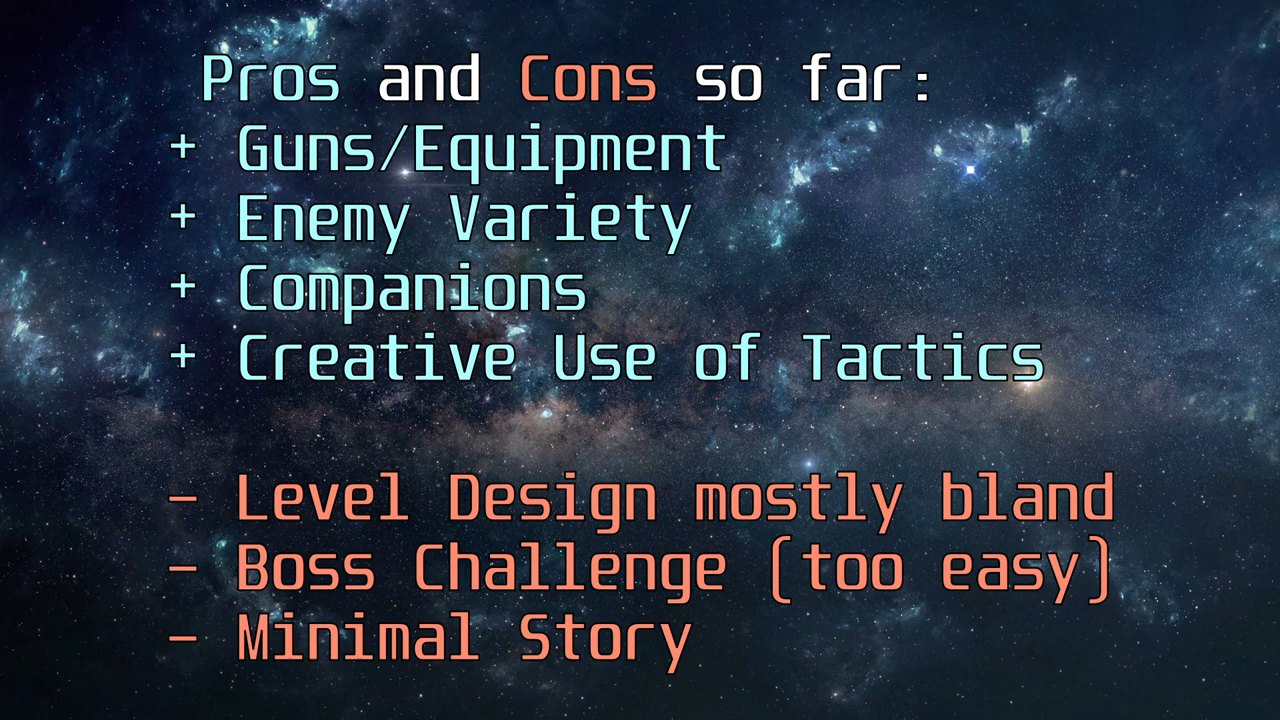 Pros and Cons so far:
+ Guns/Equipment
+ Enemy Variety
+ Companions
+ Creative Use of Tactics
- Level Design mostly bland
- Boss Challenge (too easy)
- Minimal Story